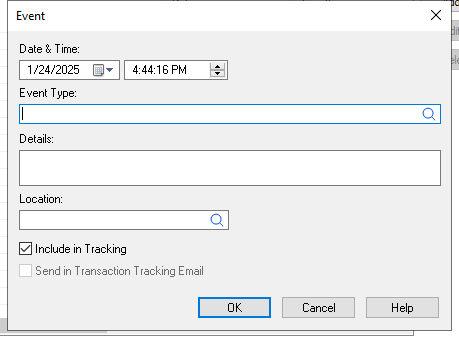 Event
Date & Time:
1/24/2025 4:44:16 PM
Event Type:
Details:
Location:
Include in Tracking
Send in Transaction Tracking Email
OK Cancel Help